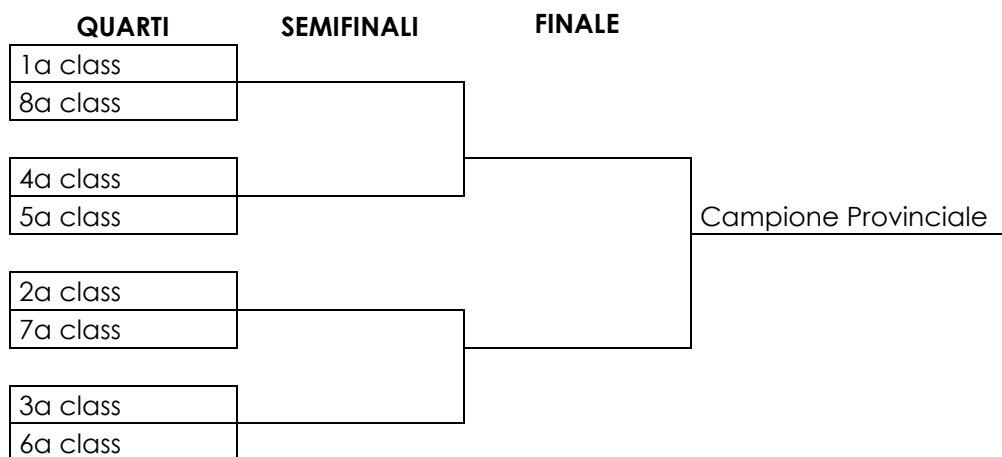 QUARTI SEMIFINALI FINALE
1a class
8a class
4a class
5a class
Campione Provinciale
2a class
7a class
3a class
6a class